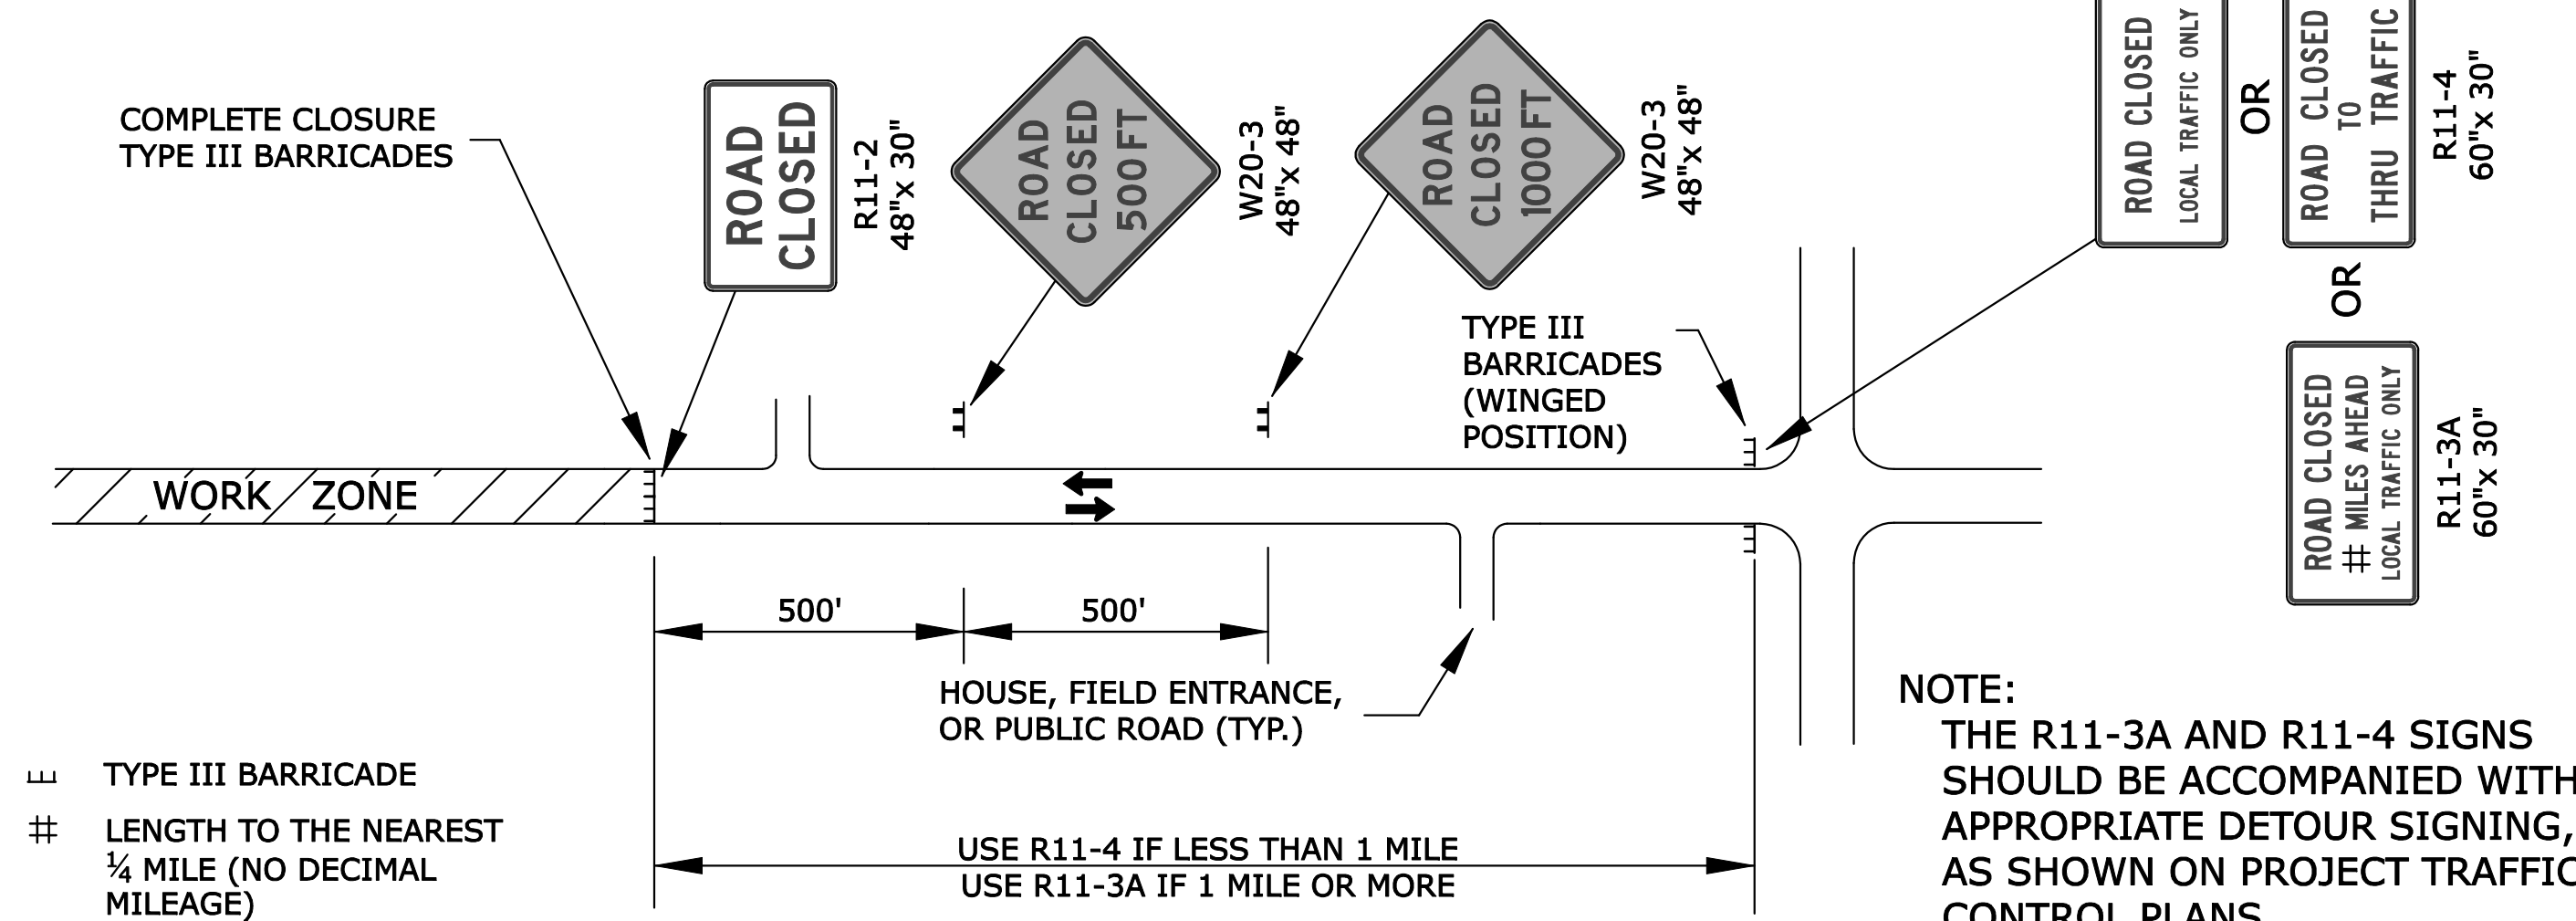 COMPLETE CLOSURE
TYPE III BARRICADES
ROAD
CLOSED
R11-2
48"x 30"
ROAD
CLOSED
500 FT
W20-3
48"x 48"
ROAD
CLOSED
1000 FT
W20-3
48"x 48"
ROAD CLOSED
LOCAL TRAFFIC ONLY
OR
ROAD CLOSED
TO
THRU TRAFFIC
R11-4
60"x 30"
OR
ROAD CLOSED
# MILES AHEAD
LOCAL TRAFFIC ONLY
R11-3A
60"x 30"
TYPE III
BARRICADES
(WINGED
POSITION)
WORK ZONE
500'
500'
HOUSE, FIELD ENTRANCE,
OR PUBLIC ROAD (TYP.)
TYPE III BARRICADE
# LENGTH TO THE NEAREST
¼ MILE (NO DECIMAL
MILEAGE)
USE R11-4 IF LESS THAN 1 MILE
USE R11-3A IF 1 MILE OR MORE
NOTE:
THE R11-3A AND R11-4 SIGNS
SHOULD BE ACCOMPANIED WITH
APPROPRIATE DETOUR SIGNING,
AS SHOWN ON PROJECT TRAFFIC
CONTROL PLANS